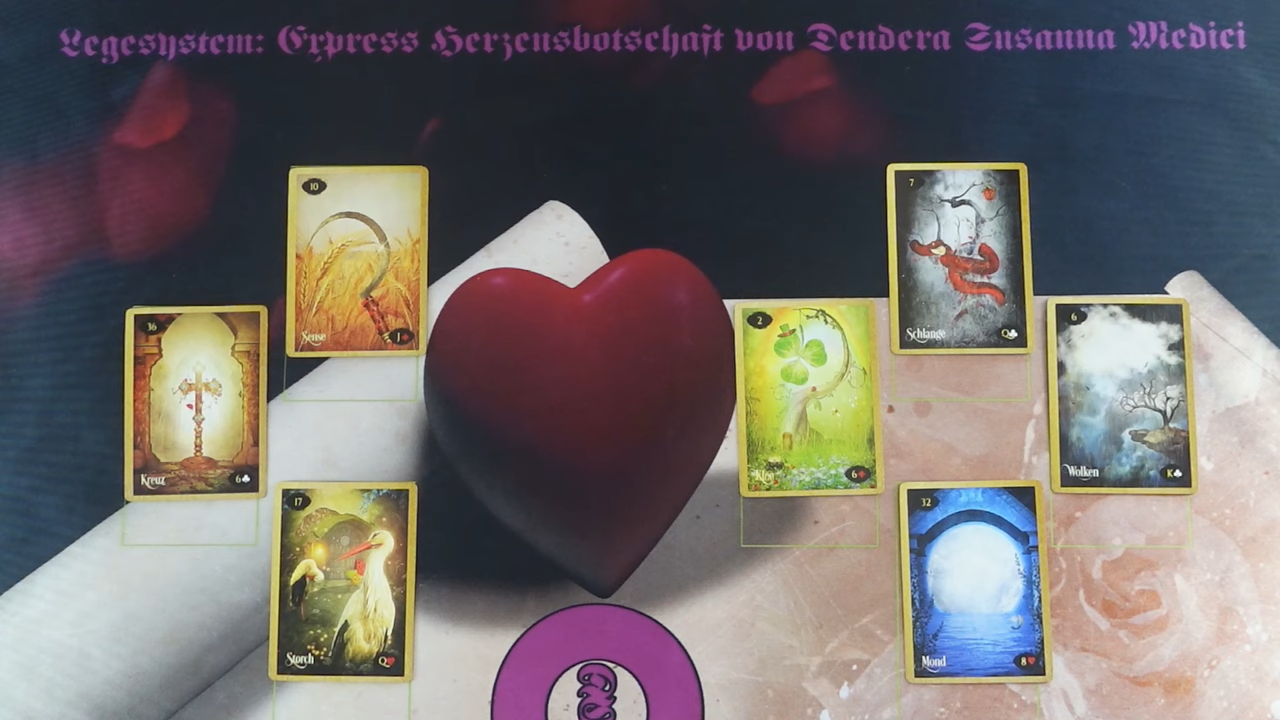 Legesystem: Express Herzensbotschaft von Dendera Susanna Medici
10
Sense
J
7
Schlange
Q
36
Kreuz
6
2
Klee
6
6
Wolken
K
17
Storch
Q
32
Mond
8